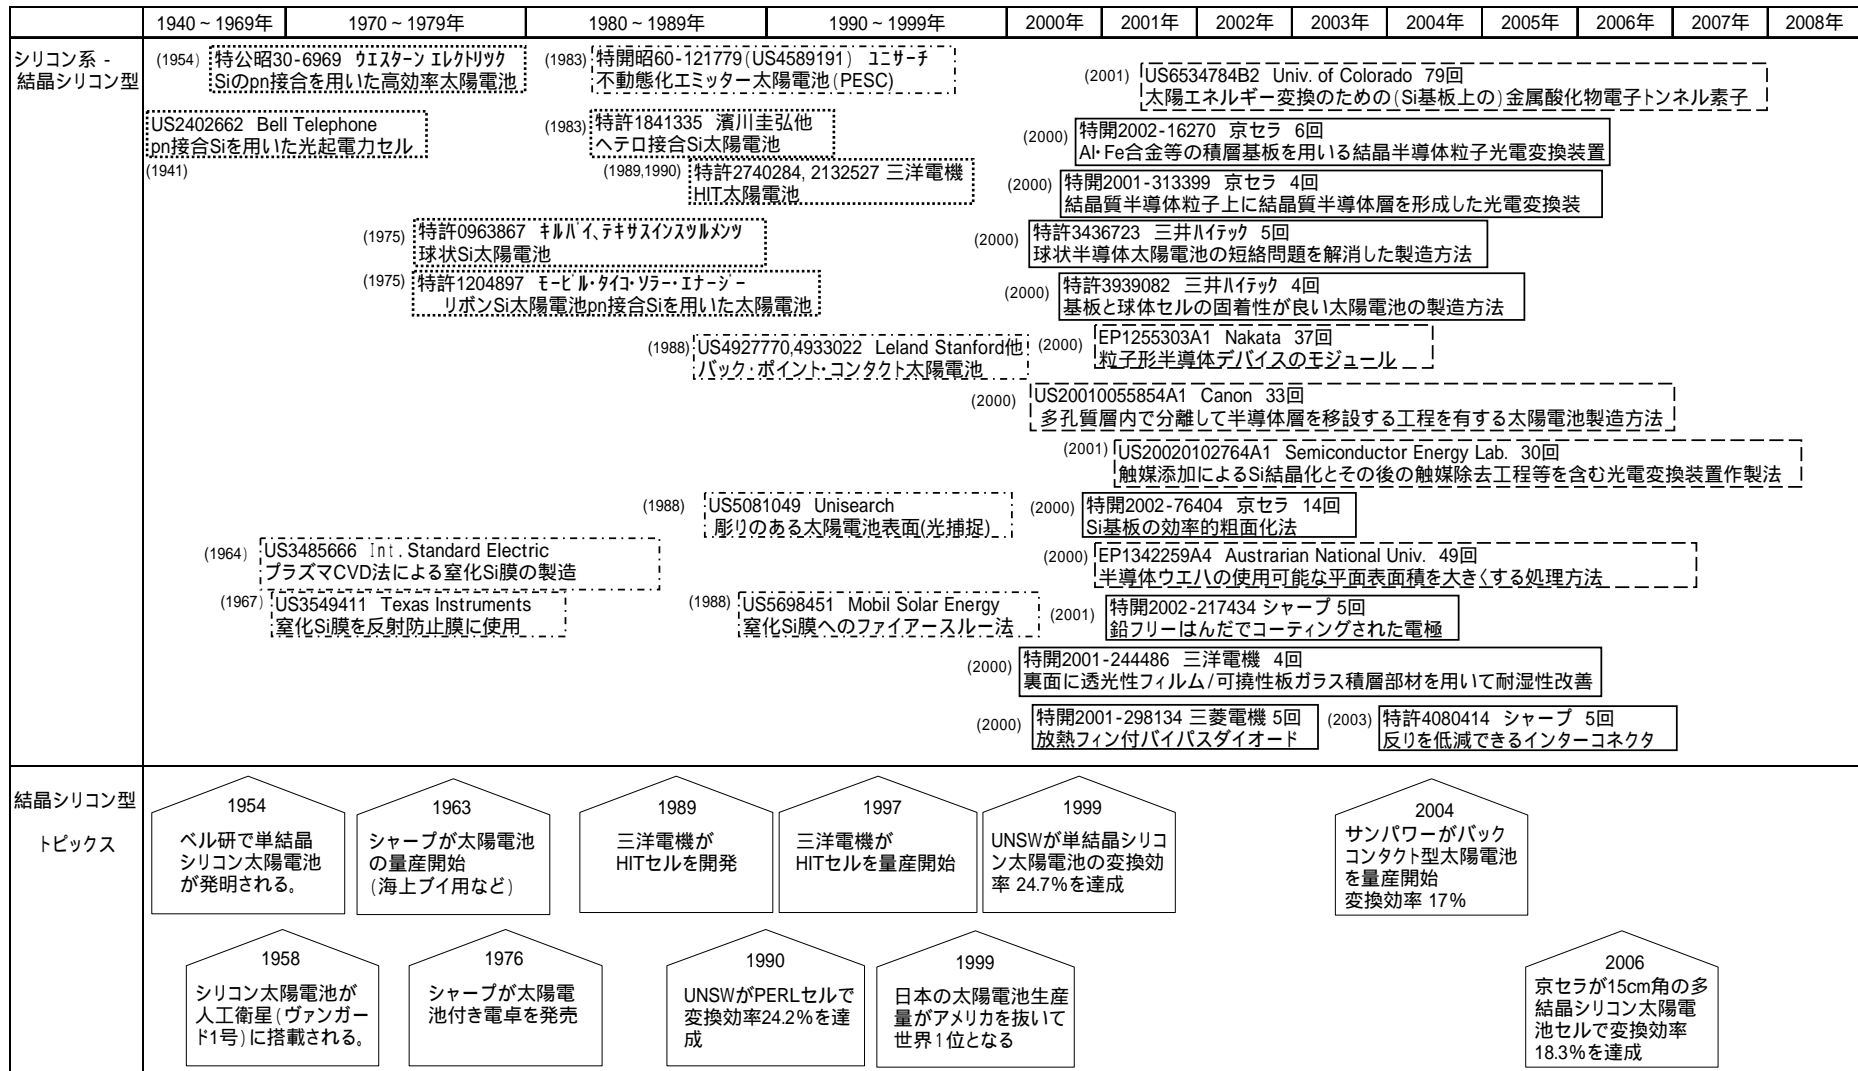 1940～1969年 1970～1979年 1980～1989年 1990～1999年 2000年 2001年 2002年 2003年 2004年 2005年 2006年 2007年 2008年
シリコン系 -
結晶シリコン型
(1954) 特公昭30-6969 ウエスターン エレクトリック
Siのpn接合を用いた高効率太陽電池
(1983) 特開昭60-121779(US4589191) ユニサーチ
不動態化エミッター太陽電池(PESC)
(2001) US6534784B2 Univ. of Colorado 79回
太陽エネルギー変換のための(Si基板上の)金属酸化物電子トンネル素子
US2402662 Bell Telephone
pn接合Siを用いた光起電力セル
(1941)
(1983) 特許1841335 濱川圭弘他
ヘテロ接合Si太陽電池
(2000) 特開2002-16270 京セラ 6回
Al･Fe合金等の積層基板を用いる結晶半導体粒子光電変換装置
(1989,1990) 特許2740284, 2132527 三洋電機
HIT太陽電池
(2000) 特開2001-313399 京セラ 4回
結晶質半導体粒子上に結晶質半導体層を形成した光電変換装
(1975) 特許0963867 キルバイ、テキサスインスツルメンツ
球状Si太陽電池
(2000) 特許3436723 三井ハイテック 5回
球状半導体太陽電池の短絡問題を解消した製造方法
(1975) 特許1204897 モービル･タイコ･ソラー･エナージー
リボンSi太陽電池pn接合Siを用いた太陽電池
(2000) 特許3939082 三井ハイテック 4回
基板と球体セルの固着性が良い太陽電池の製造方法
(1988) US4927770,4933022 Leland Stanford他
バック･ポイント･コンタクト太陽電池
(2000) EP1255303A1 Nakata 37回
粒子形半導体デバイスのモジュール
(2000) US20010055854A1 Canon 33回
多孔質層内で分離して半導体層を移設する工程を有する太陽電池製造方法
(2001) US20020102764A1 Semiconductor Energy Lab. 30回
触媒添加によるSi結晶化とその後の触媒除去工程等を含む光電変換装置作製法
(1988) US5081049 Unisearch
彫りのある太陽電池表面(光捕捉)
(2000) 特開2002-76404 京セラ 14回
Si基板の効率的粗面化法
(1964) US3485666 Int. Standard Electric
プラズマCVD法による窒化Si膜の製造
(2000) EP1342259A4 Austrarian National Univ. 49回
半導体ウエハの使用可能な平面表面積を大きくする処理方法
(1967) US3549411 Texas Instruments
窒化Si膜を反射防止膜に使用
(1988) US5698451 Mobil Solar Energy
窒化Si膜へのファイアースルー法
(2001) 特開2002-217434 シャープ 5回
鉛フリーはんだでコーティングされた電極
(2000) 特開2001-244486 三洋電機 4回
裏面に透光性フィルム/可撓性板ガラス積層部材を用いて耐湿性改善
(2000) 特開2001-298134 三菱電機 5回
放熱フィン付バイパスダイオード
(2003) 特許4080414 シャープ 5回
反りを低減できるインターコネクタ
結晶シリコン型
トピックス
1954
ベル研で単結晶
シリコン太陽電池
が発明される。
1963
シャープが太陽電池
の量産開始
(海上ブイ用など)
1989
三洋電機が
HITセルを開発
1997
三洋電機が
HITセルを量産開始
1999
UNSWが単結晶シリコ
ン太陽電池の変換効
率 24.7%を達成
2004
サンパワーがバック
コンタクト型太陽電池
を量産開始
変換効率 17%
1958
シリコン太陽電池が
人工衛星(ヴァンガー
ド1号)に搭載される。
1976
シャープが太陽電
池付き電卓を発売
1990
UNSWがPERLセルで
変換効率24.2%を達
成
1999
日本の太陽電池生産
量がアメリカを抜いて
世界1位となる
2006
京セラが15cm角の多
結晶シリコン太陽電
池セルで変換効率
18.3%を達成